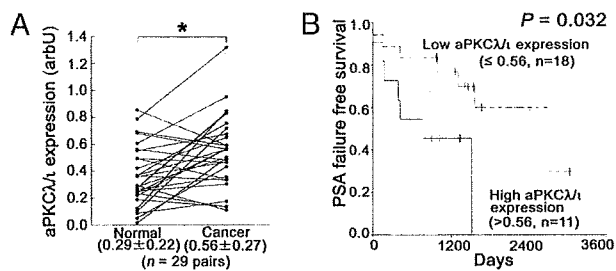 A
aPKCλ/ι expression (arbU)
1.4
1.2
1.0
0.8
0.6
0.4
0.2
0.0
*
Normal Cancer
(0.29±0.22) (0.56±0.27)
(n = 29 pairs)
B
P = 0.032
PSA failure free survival
1.0
0.8
0.6
0.4
0.2
0.0
Low aPKCλ/ι expression
(≤ 0.56, n=18)
High aPKCλ/ι
expression
(>0.56, n=11)
0 1200 2400 3600
Days